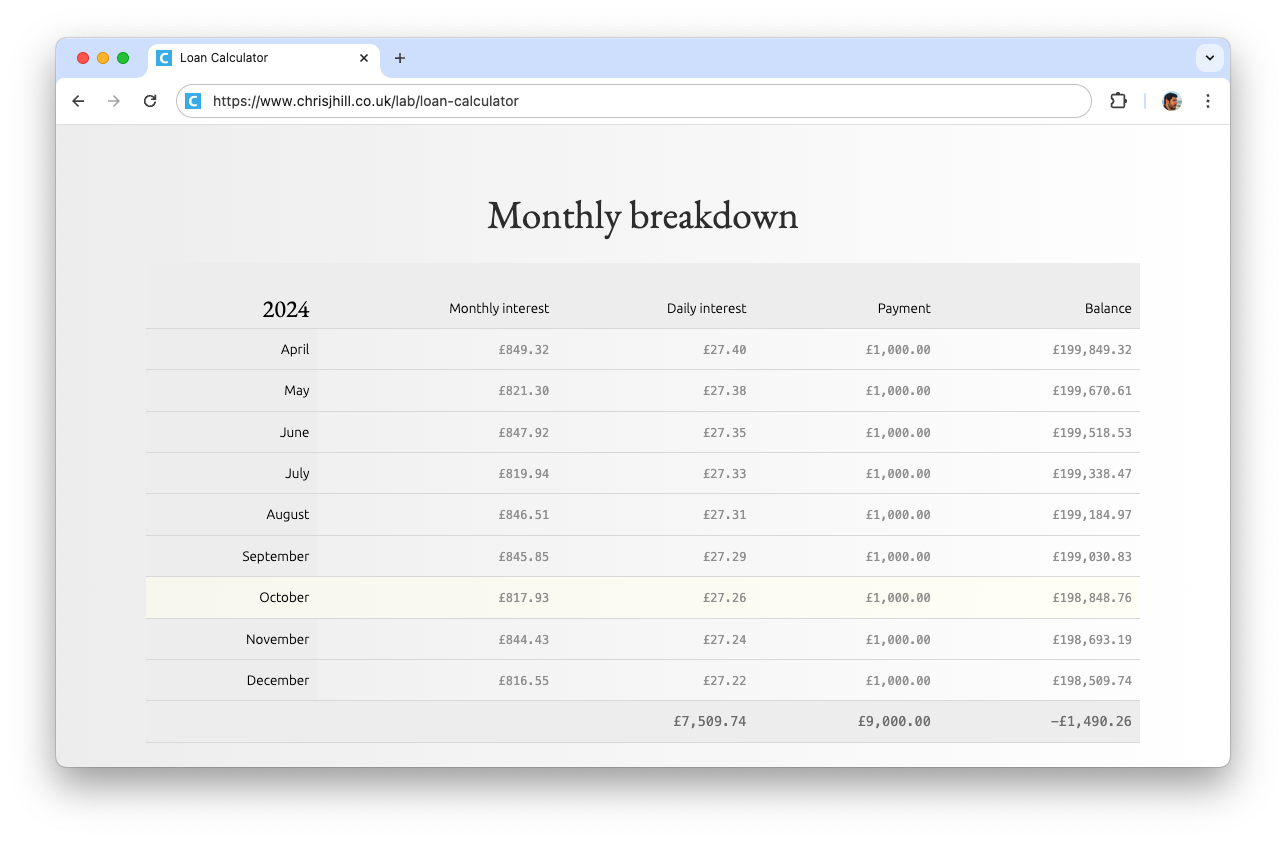 Loan Calculator
https://www.chrisjhill.co.uk/lab/loan-calculator
Monthly breakdown
2024 Monthly interest Daily interest Payment Balance
April £849.32 £27.40 £1,000.00 £199,849.32
May £821.30 £27.38 £1,000.00 £199,670.61
June £847.92 £27.35 £1,000.00 £199,518.53
July £819.94 £27.33 £1,000.00 £199,338.47
August £846.51 £27.31 £1,000.00 £199,184.97
September £845.85 £27.29 £1,000.00 £199,030.83
October £817.93 £27.26 £1,000.00 £198,848.76
November £844.43 £27.24 £1,000.00 £198,693.19
December £816.55 £27.22 £1,000.00 £198,509.74
£7,509.74 £9,000.00 −£1,490.26